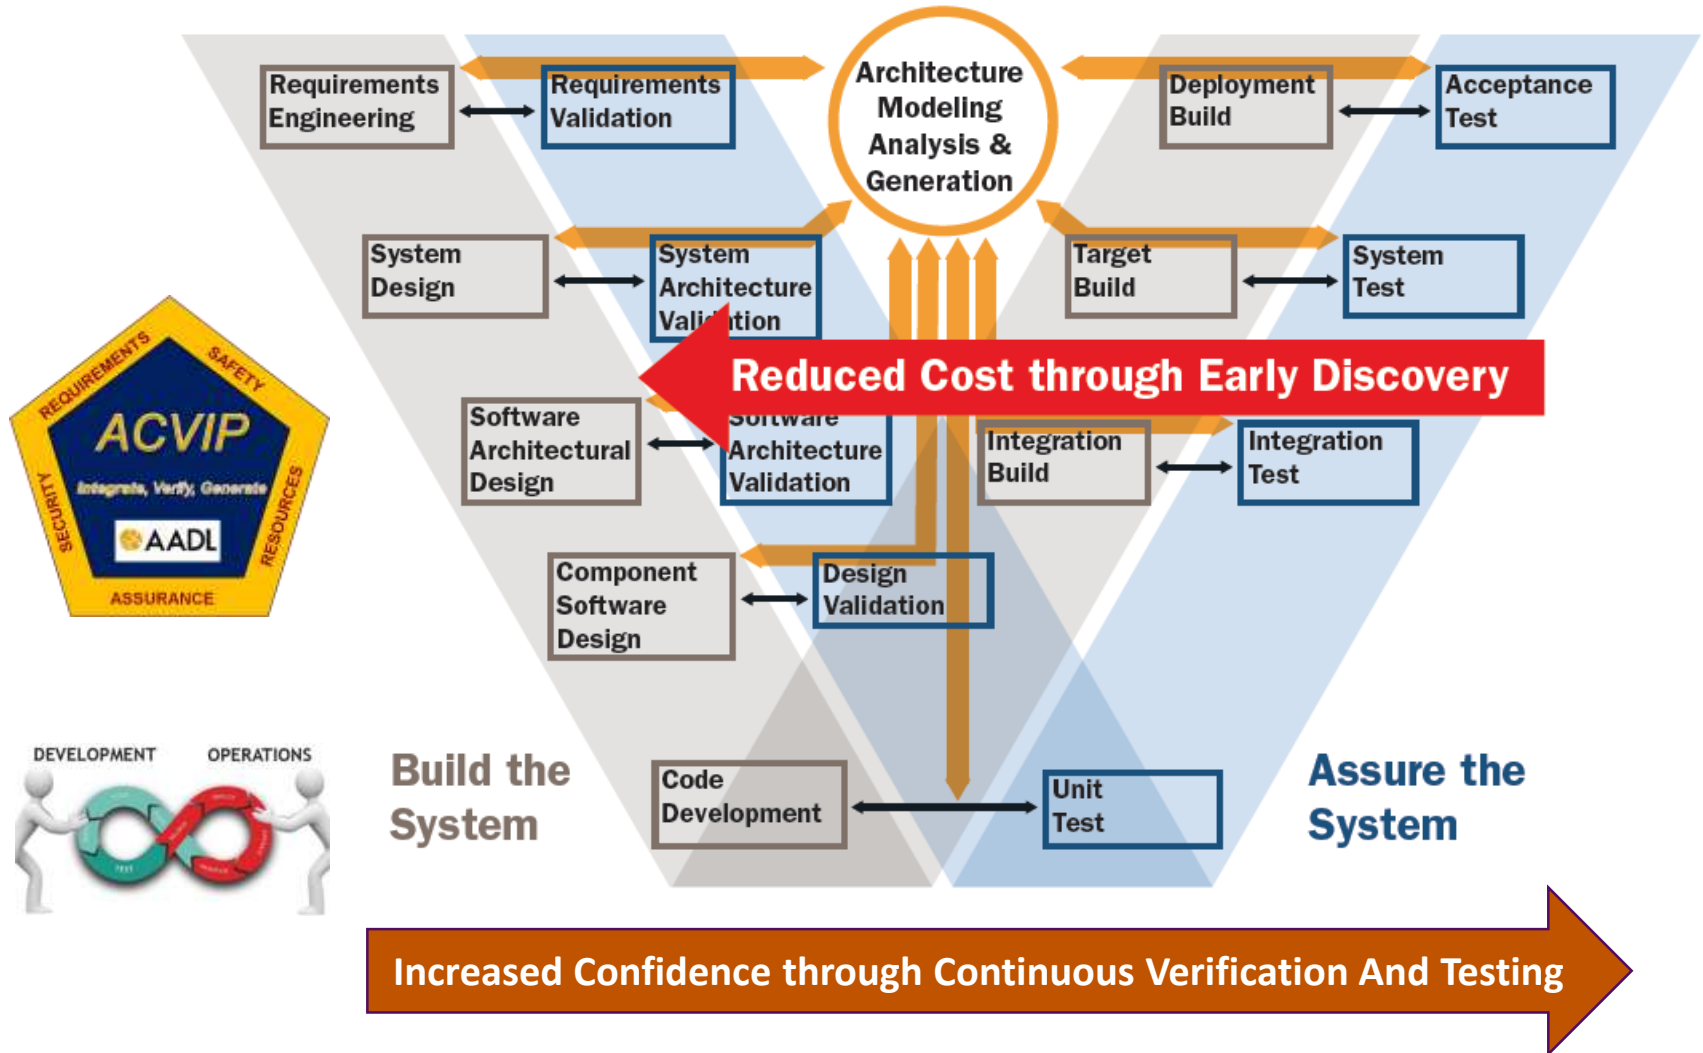 Requirements
Engineering
Requirements
Validation
Architecture
Modeling
Analysis &
Generation
Deployment
Build
Acceptance
Test
System
Design
System
Architecture
Validation
Target
Build
System
Test
Reduced Cost through Early Discovery
Software
Architectural
Design
Software
Architecture
Validation
Integration
Build
Integration
Test
Component
Software
Design
Design
Validation
REQUIREMENTS
SAFETY
SECURITY
RESOURCES
ASSURANCE
ACVIP
Integrate, Verify, Generate
AADL
DEVELOPMENT
OPERATIONS
TEST
Build the
System
Code
Development
Unit
Test
Assure the
System
Increased Confidence through Continuous Verification And Testing